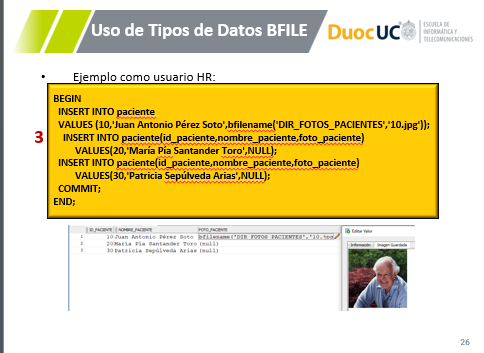 Uso de Tipos de Datos BFILE
DuocUC
ESCUELA DE
INFORMÁTICA Y
TELECOMUNICACIONES
• Ejemplo como usuario HR:
3
BEGIN
INSERT INTO paciente
VALUES (10,'Juan Antonio Pérez Soto',bfilename('DIR_FOTOS_PACIENTES','10.jpg'));
INSERT INTO paciente(id_paciente,nombre_paciente,foto_paciente)
VALUES(20,'María Pía Santander Toro',NULL);
INSERT INTO paciente(id_paciente,nombre_paciente,foto_paciente)
VALUES(30,'Patricia Sepúlveda Arias',NULL);
COMMIT;
END;
ID_PACIENTE NOMBRE_PACIENTE FOTO_PACIENTE
1 10 Juan Antonio Pérez Soto bfilename('DIR_FOTOS_PACIENTES','10.jpg
2 20 María Pía Santander Toro (null)
3 30 Patricia Sepúlveda Arias (null)
Editar Valor
Información Imagen Guardada
26